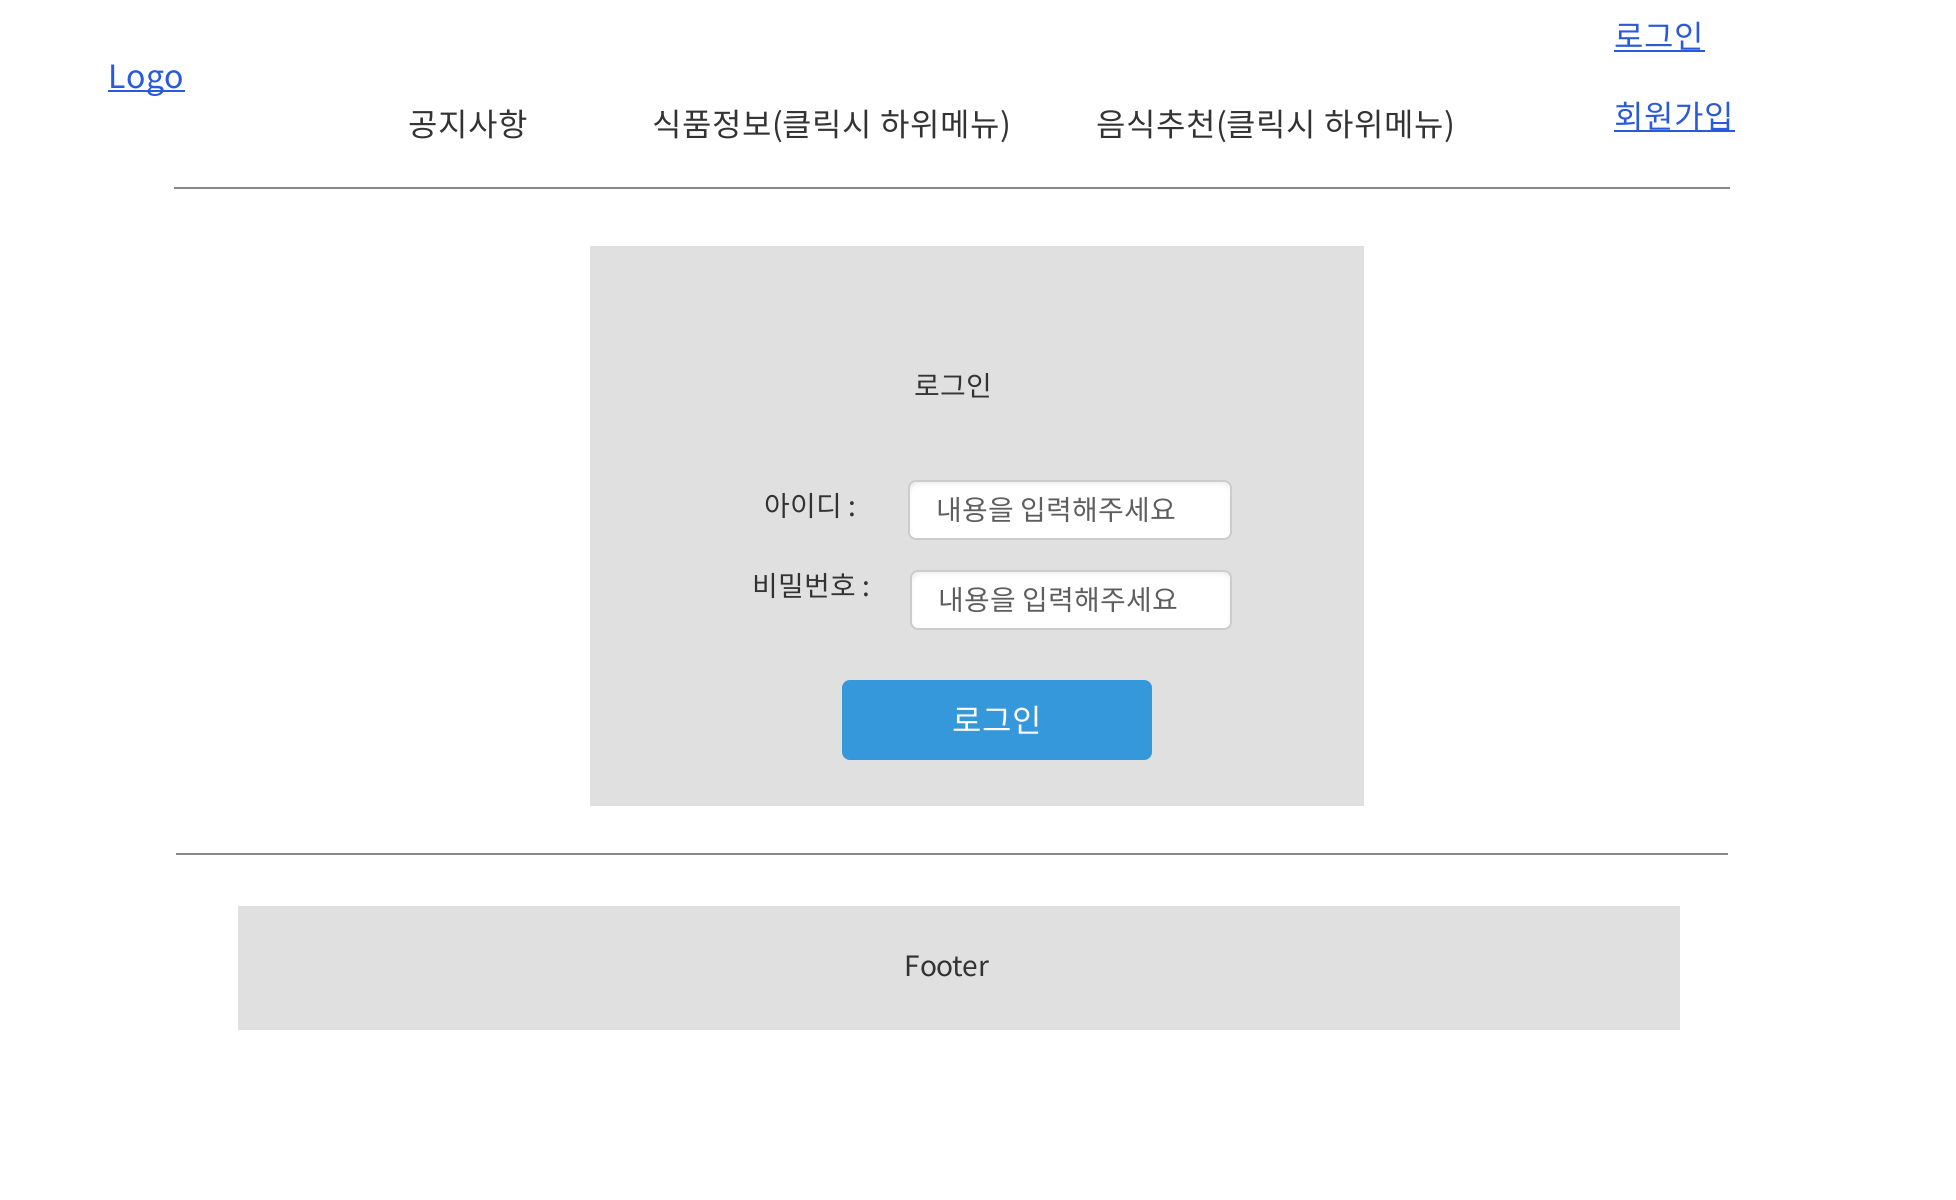 로그인
Logo
회원가입
공지사항 식품정보(클릭시 하위메뉴) 음식추천(클릭시 하위메뉴)
로그인
아이디 : 내용을 입력해주세요
비밀번호 : 내용을 입력해주세요
로그인
Footer